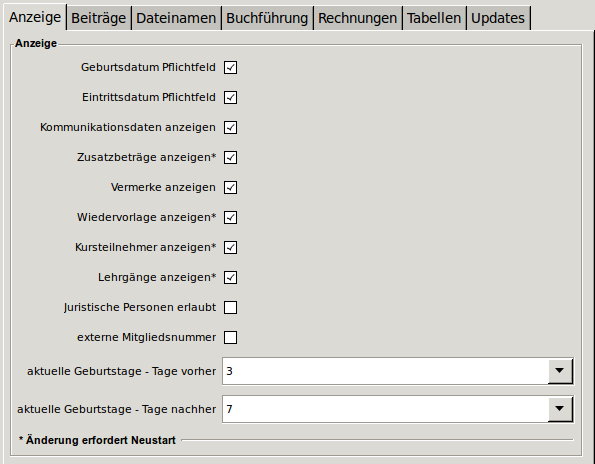 Anzeige Beiträge Dateinamen Buchführung Rechnungen Tabellen Updates
Anzeige
Geburtsdatum Pflichtfeld
Eintrittsdatum Pflichtfeld
Kommunikationsdaten anzeigen
Zusatzbeträge anzeigen*
Vermerke anzeigen
Wiedervorlage anzeigen*
Kursteilnehmer anzeigen*
Lehrgänge anzeigen*
Juristische Personen erlaubt
externe Mitgliedsnummer
aktuelle Geburtstage - Tage vorher 3
aktuelle Geburtstage - Tage nachher 7
* Änderung erfordert Neustart